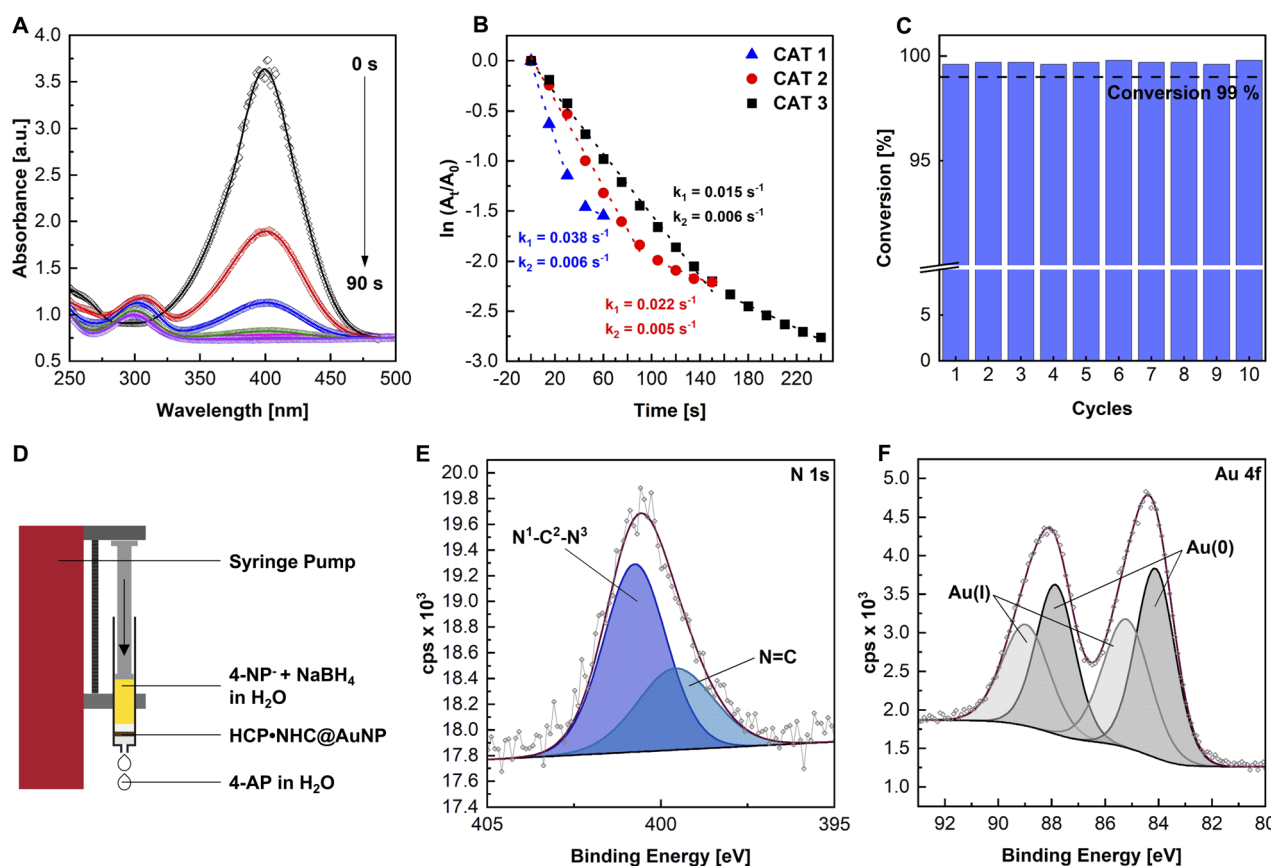 A
Absorbance [a.u.]
4.0
3.5
3.0
2.5
2.0
1.5
1.0
0.5
0 s
90 s
250 300 350 400 450 500
Wavelength [nm]
B
ln (Aₜ/A₀)
0.0
-0.5
-1.0
-1.5
-2.0
-2.5
-3.0
CAT 1
CAT 2
CAT 3
k₁ = 0.015 s⁻¹
k₂ = 0.006 s⁻¹
k₁ = 0.038 s⁻¹
k₂ = 0.006 s⁻¹
k₁ = 0.022 s⁻¹
k₂ = 0.005 s⁻¹
-20 20 60 100 140 180 220
Time [s]
C
Conversion [%]
100
95
5
0
Conversion 99 %
1 2 3 4 5 6 7 8 9 10
Cycles
D
Syringe Pump
4-NP⁻ + NaBH₄
in H₂O
HCP•NHC@AuNP
4-AP in H₂O
E
N 1s
cps x 10³
20.0
19.8
19.6
19.4
19.2
19.0
18.8
18.6
18.4
18.2
18.0
17.8
17.6
17.4
N¹-C²-N³
N=C
405 400 395
Binding Energy [eV]
F
Au 4f
cps x 10³
5.0
4.5
4.0
3.5
3.0
2.5
2.0
1.5
1.0
Au(0)
Au(I)
92 90 88 86 84 82 80
Binding Energy [eV]